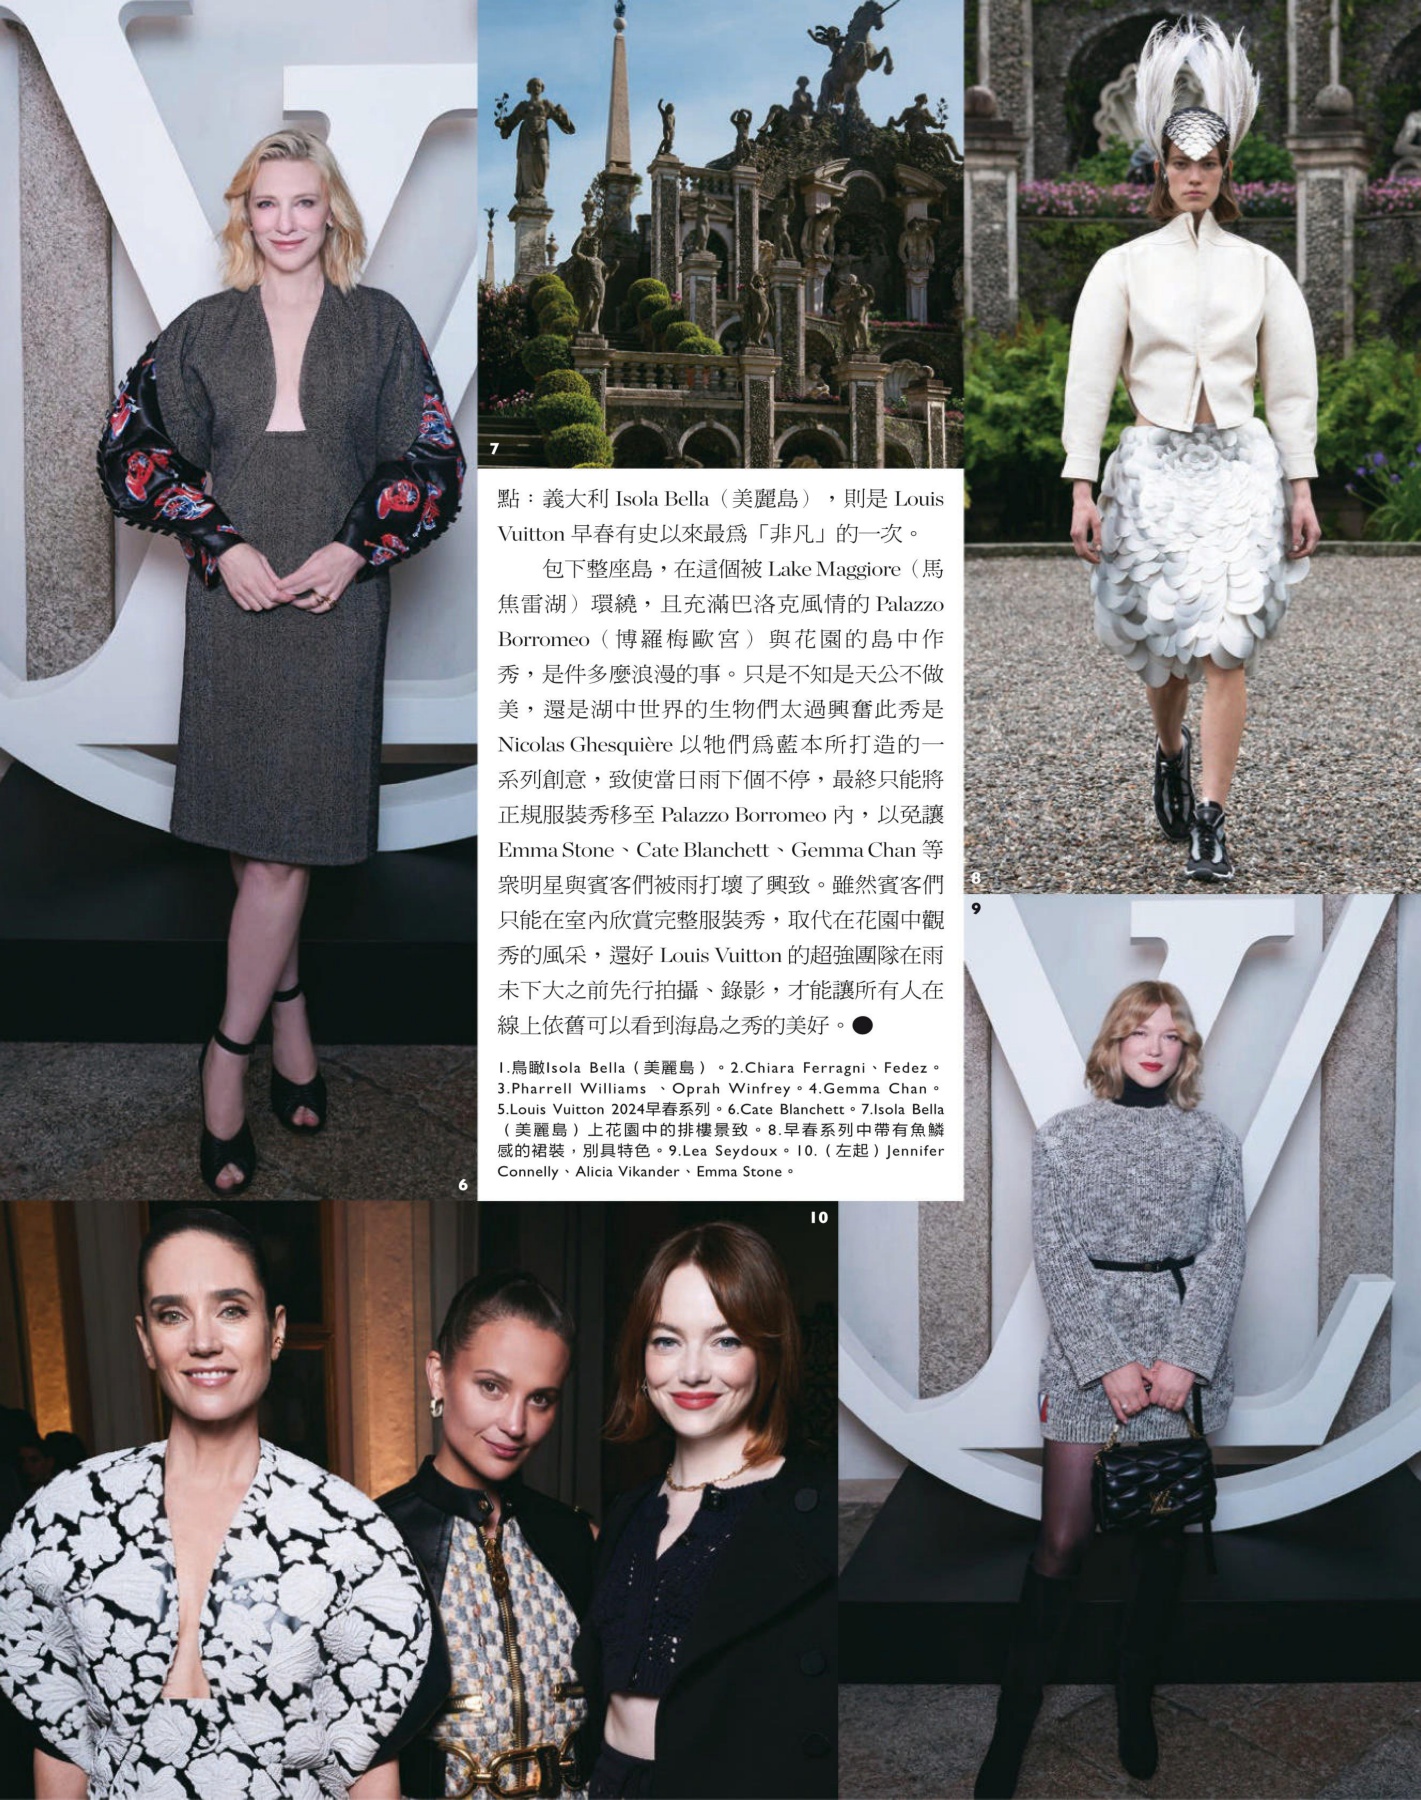 7
點：義大利 Isola Bella（美麗島），則是 Louis
Vuitton 早春有史以來最為「非凡」的一次。
包下整座島，在這個被 Lake Maggiore（馬
焦雷湖）環繞，且充滿巴洛克風情的 Palazzo
Borromeo（博羅梅歐宮）與花園的島中作
秀，是件多麼浪漫的事。只是不知是天公不做
美，還是湖中世界的生物們太過興奮此秀是
Nicolas Ghesquière 以牠們為藍本所打造的一
系列創意，致使當日雨下個不停，最終只能將
正規服裝秀移至 Palazzo Borromeo 內，以免讓
Emma Stone、Cate Blanchett、Gemma Chan 等
眾明星與賓客們被雨打壞了興致。雖然賓客們
只能在室內欣賞完整服裝秀，取代在花園中觀
秀的風采，還好 Louis Vuitton 的超強團隊在雨
未下大之前先行拍攝、錄影，才能讓所有人在
線上依舊可以看到海島之秀的美好。●
1.鳥瞰Isola Bella（美麗島）。2.Chiara Ferragni、Fedez。
3.Pharrell Williams 、Oprah Winfrey。4.Gemma Chan。
5.Louis Vuitton 2024早春系列。6.Cate Blanchett。7.Isola Bella
（美麗島）上花園中的排樓景致。8.早春系列中帶有魚鱗
感的裙裝，別具特色。9.Lea Seydoux。10.（左起）Jennifer
Connelly、Alicia Vikander、Emma Stone。
8
9
6
10
LV
LV